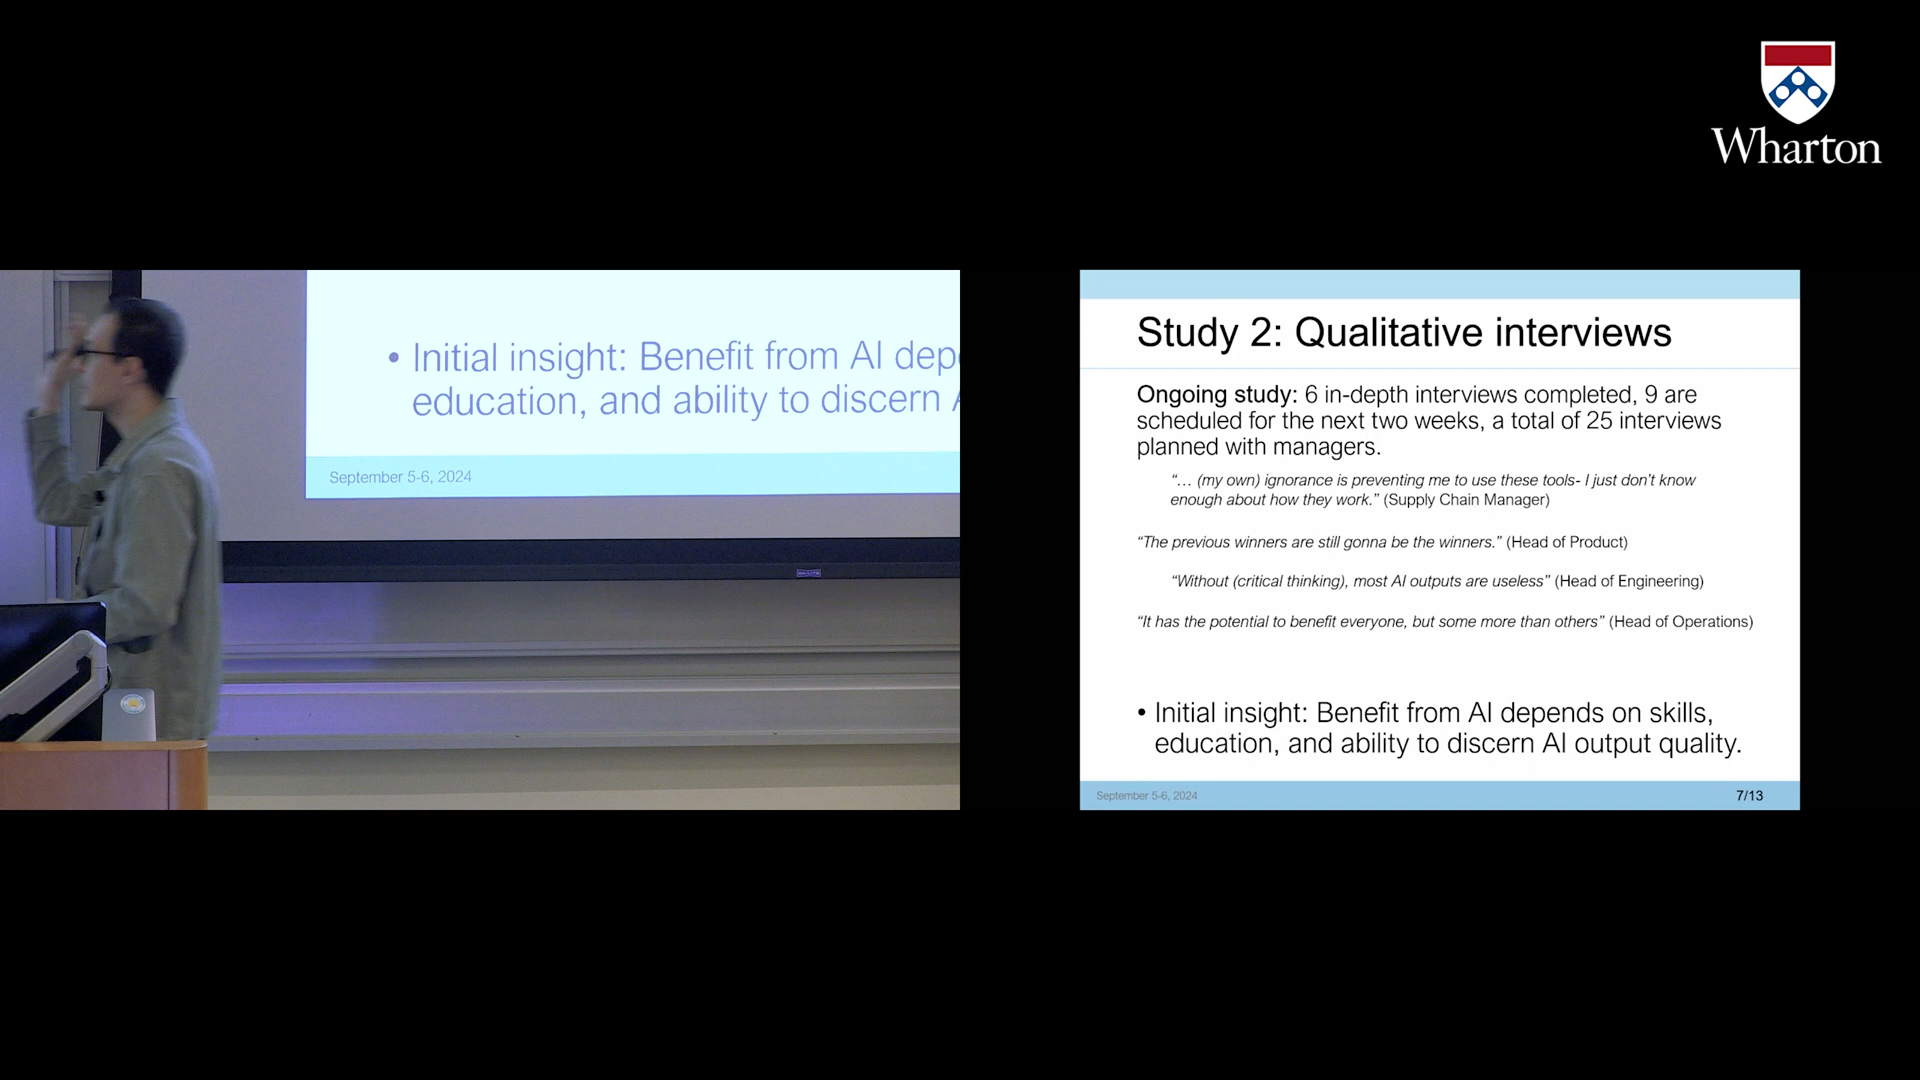 Wharton
• Initial insight: Benefit from AI dep
education, and ability to discern
September 5-6, 2024
Study 2: Qualitative interviews
Ongoing study: 6 in-depth interviews completed, 9 are
scheduled for the next two weeks, a total of 25 interviews
planned with managers.
“... (my own) ignorance is preventing me to use these tools- I just don’t know
enough about how they work.” (Supply Chain Manager)
“The previous winners are still gonna be the winners.” (Head of Product)
“Without (critical thinking), most AI outputs are useless” (Head of Engineering)
“It has the potential to benefit everyone, but some more than others” (Head of Operations)
• Initial insight: Benefit from AI depends on skills,
education, and ability to discern AI output quality.
September 5-6, 2024
7/13